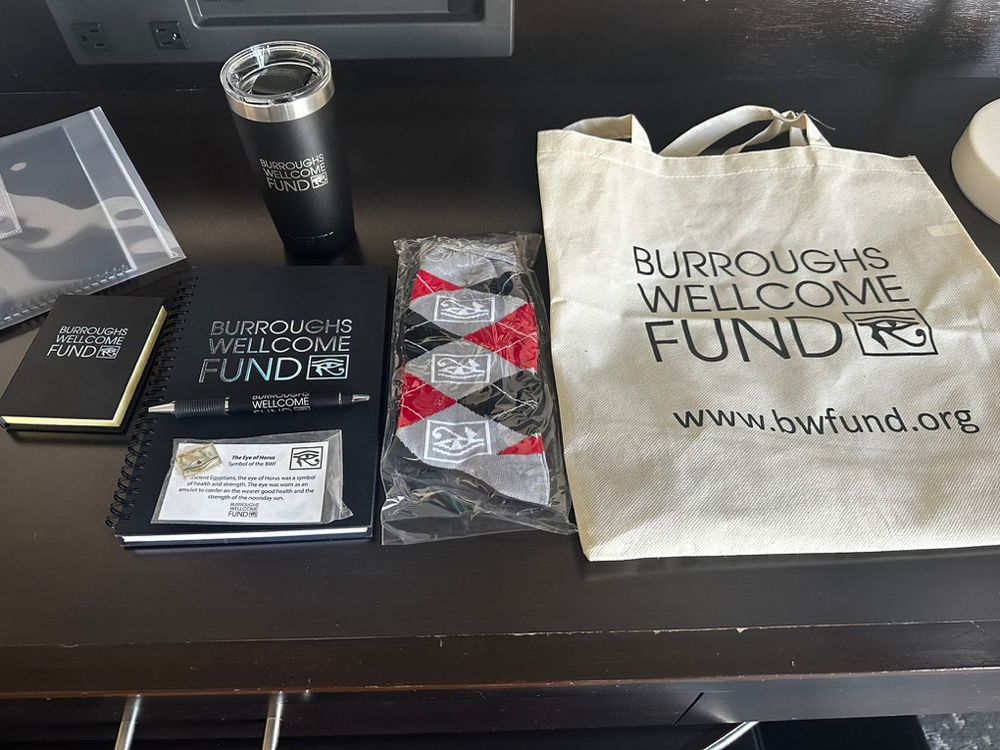 BURROUGHS
WELLCOME
FUND
BURROUGHS
WELLCOME
FUND
BURROUGHS
WELLCOME
FUND
BURROUGHS
WELLCOME
FUND
The Eye of Horus
Symbol of the BWF
ancient Egyptians, the eye of Horus was a symbol
of health and strength. The eye was worn as an
amulet to confer on the wearer good health and the
strength of the noonday sun.
BURROUGHS
WELLCOME
FUND
BURROUGHS
WELLCOME
FUND
www.bwfund.org